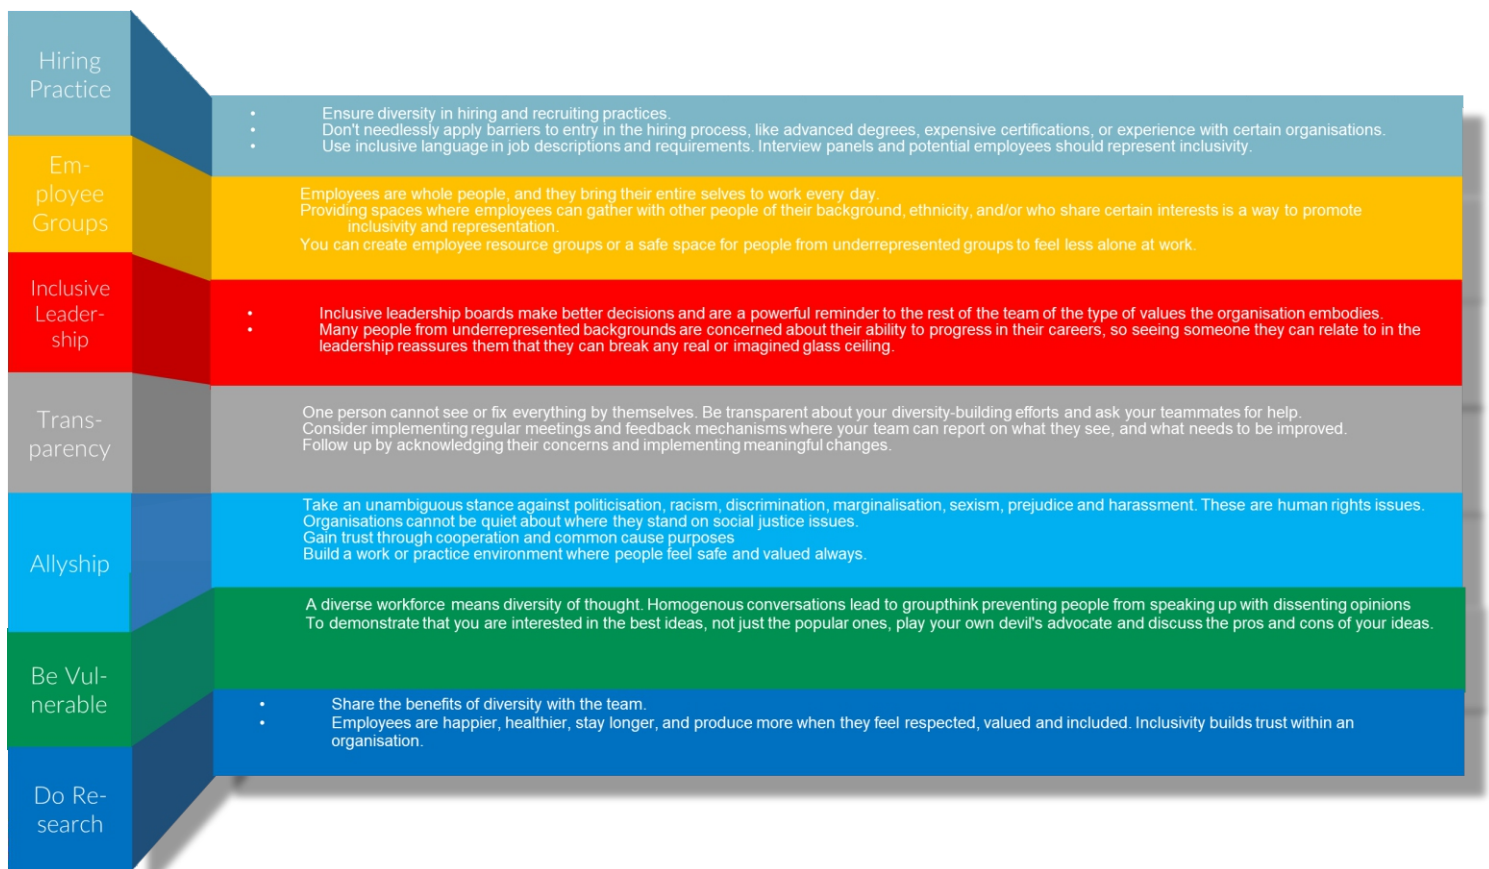 Hiring
Practice
• Ensure diversity in hiring and recruiting practices.
• Don't needlessly apply barriers to entry in the hiring process, like advanced degrees, expensive certifications, or experience with certain organisations.
• Use inclusive language in job descriptions and requirements. Interview panels and potential employees should represent inclusivity.
Em-
ployee
Groups
Employees are whole people, and they bring their entire selves to work every day.
Providing spaces where employees can gather with other people of their background, ethnicity, and/or who share certain interests is a way to promote
inclusivity and representation.
You can create employee resource groups or a safe space for people from underrepresented groups to feel less alone at work.
Inclusive
Leader-
ship
• Inclusive leadership boards make better decisions and are a powerful reminder to the rest of the team of the type of values the organisation embodies.
• Many people from underrepresented backgrounds are concerned about their ability to progress in their careers, so seeing someone they can relate to in the
leadership reassures them that they can break any real or imagined glass ceiling.
Trans-
parency
One person cannot see or fix everything by themselves. Be transparent about your diversity-building efforts and ask your teammates for help.
Consider implementing regular meetings and feedback mechanisms where your team can report on what they see, and what needs to be improved.
Follow up by acknowledging their concerns and implementing meaningful changes.
Allyship
Take an unambiguous stance against politicisation, racism, discrimination, marginalisation, sexism, prejudice and harassment. These are human rights issues.
Organisations cannot be quiet about where they stand on social justice issues.
Gain trust through cooperation and common cause purposes
Build a work or practice environment where people feel safe and valued always.
Be Vul-
nerable
A diverse workforce means diversity of thought. Homogenous conversations lead to groupthink preventing people from speaking up with dissenting opinions
To demonstrate that you are interested in the best ideas, not just the popular ones, play your own devil's advocate and discuss the pros and cons of your ideas.
Do Re-
search
• Share the benefits of diversity with the team.
• Employees are happier, healthier, stay longer, and produce more when they feel respected, valued and included. Inclusivity builds trust within an
organisation.